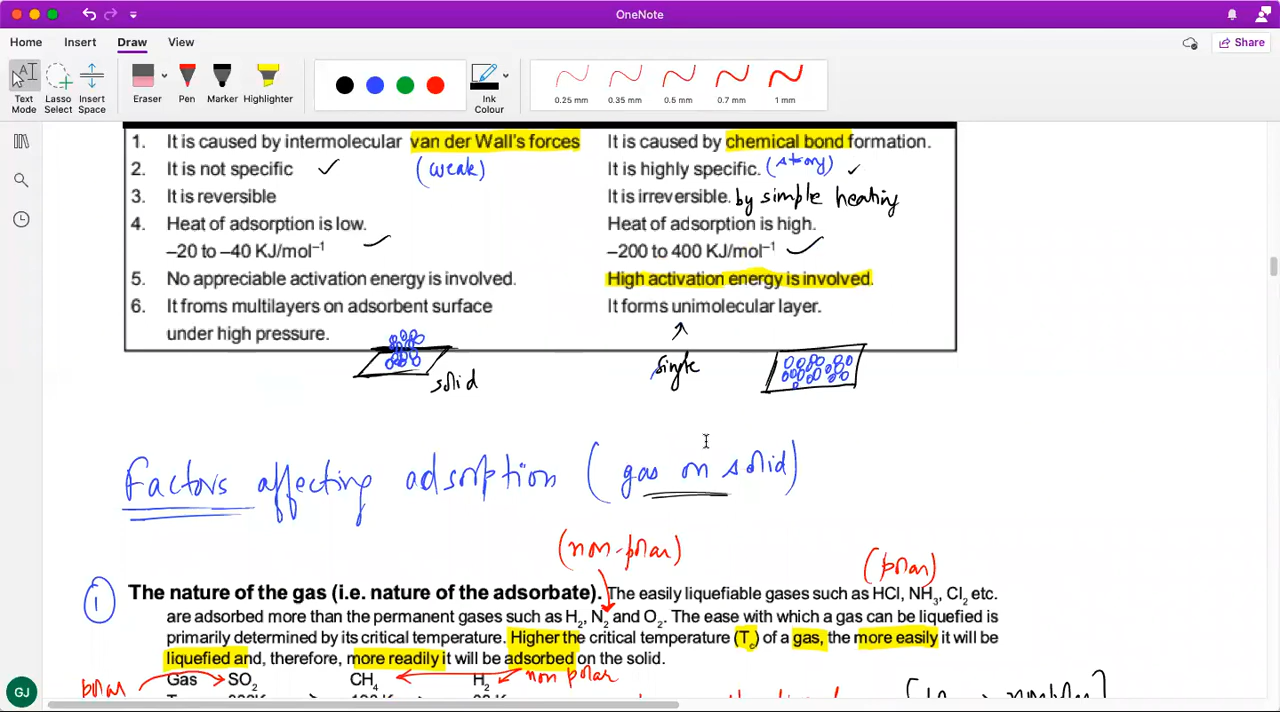 OneNote
Home Insert Draw View
Share
Text Mode
Lasso Select
Insert Space
Eraser
Pen
Marker
Highlighter
Ink Colour
0.25 mm 0.35 mm 0.5 mm 0.7 mm 1 mm
1. It is caused by intermolecular van der Wall's forces It is caused by chemical bond formation.
(weak) (strong)
2. It is not specific It is highly specific.
3. It is reversible It is irreversible. by simple heating
4. Heat of adsorption is low. Heat of adsorption is high.
–20 to –40 KJ/mol⁻¹ –200 to 400 KJ/mol⁻¹
5. No appreciable activation energy is involved. High activation energy is involved.
6. It froms multilayers on adsorbent surface It forms unimolecular layer.
under high pressure.
solid single
Factors affecting adsorption (gas on solid)
(non-polar) (polar)
1 The nature of the gas (i.e. nature of the adsorbate). The easily liquefiable gases such as HCl, NH₃, Cl₂ etc.
are adsorbed more than the permanent gases such as H₂, N₂ and O₂. The ease with which a gas can be liquefied is
primarily determined by its critical temperature. Higher the critical temperature (Tc) of a gas, the more easily it will be
liquefied and, therefore, more readily it will be adsorbed on the solid.
Gas SO₂ CH₄ H₂ non polar
polar
GJ